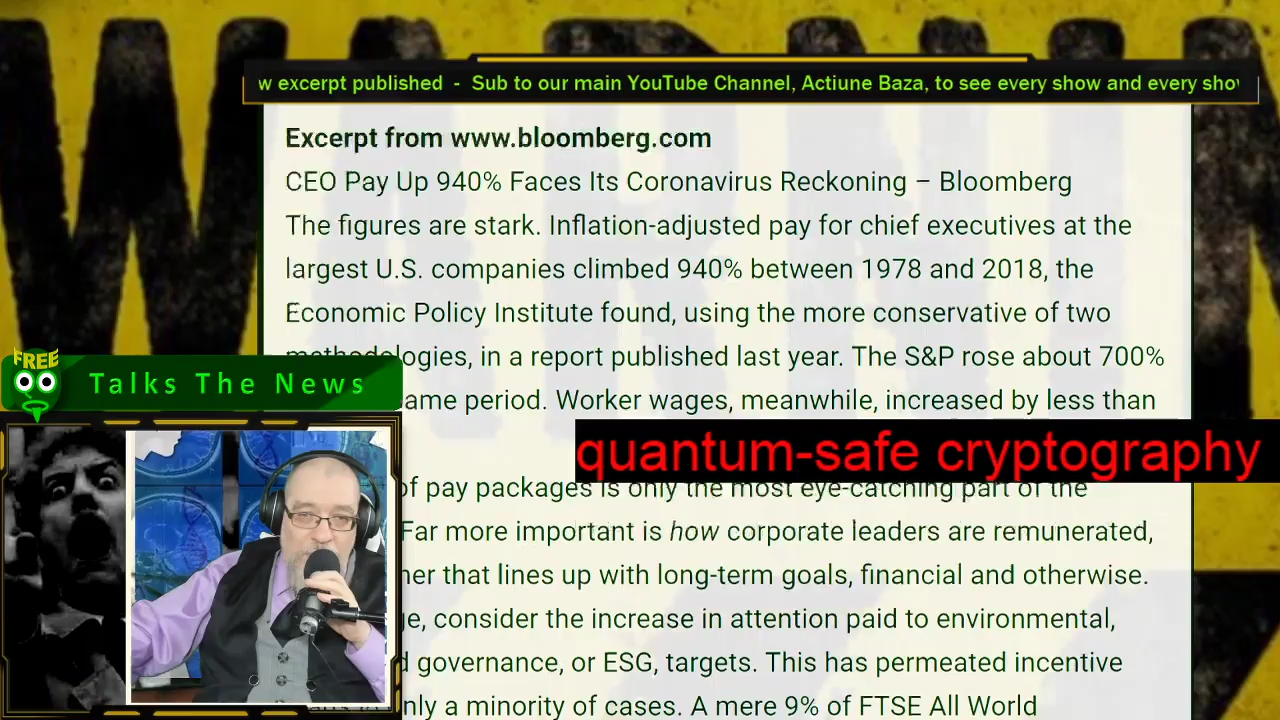 w excerpt published - Sub to our main YouTube Channel, Actiune Baza, to see every show and every sho
Excerpt from www.bloomberg.com
CEO Pay Up 940% Faces Its Coronavirus Reckoning – Bloomberg
The figures are stark. Inflation-adjusted pay for chief executives at the
largest U.S. companies climbed 940% between 1978 and 2018, the
Economic Policy Institute found, using the more conservative of two
methodologies, in a report published last year. The S&P rose about 700%
ame period. Worker wages, meanwhile, increased by less than
quantum-safe cryptography
of pay packages is only the most eye-catching part of the
Far more important is how corporate leaders are remunerated,
her that lines up with long-term goals, financial and otherwise.
ge, consider the increase in attention paid to environmental,
d governance, or ESG, targets. This has permeated incentive
nly a minority of cases. A mere 9% of FTSE All World
FREE
Talks The News